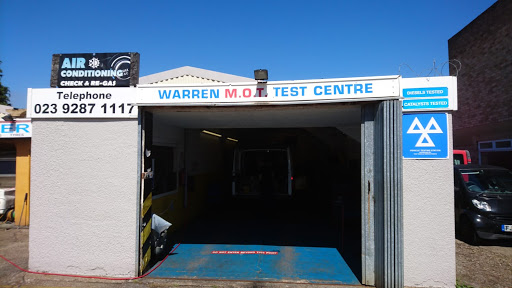 AIR
CONDITIONING
CHECK & RE-GAS
Telephone
023 9287 1117
WARREN M.O.T. TEST CENTRE
DIESELS TESTED
CATALYSTS TESTED